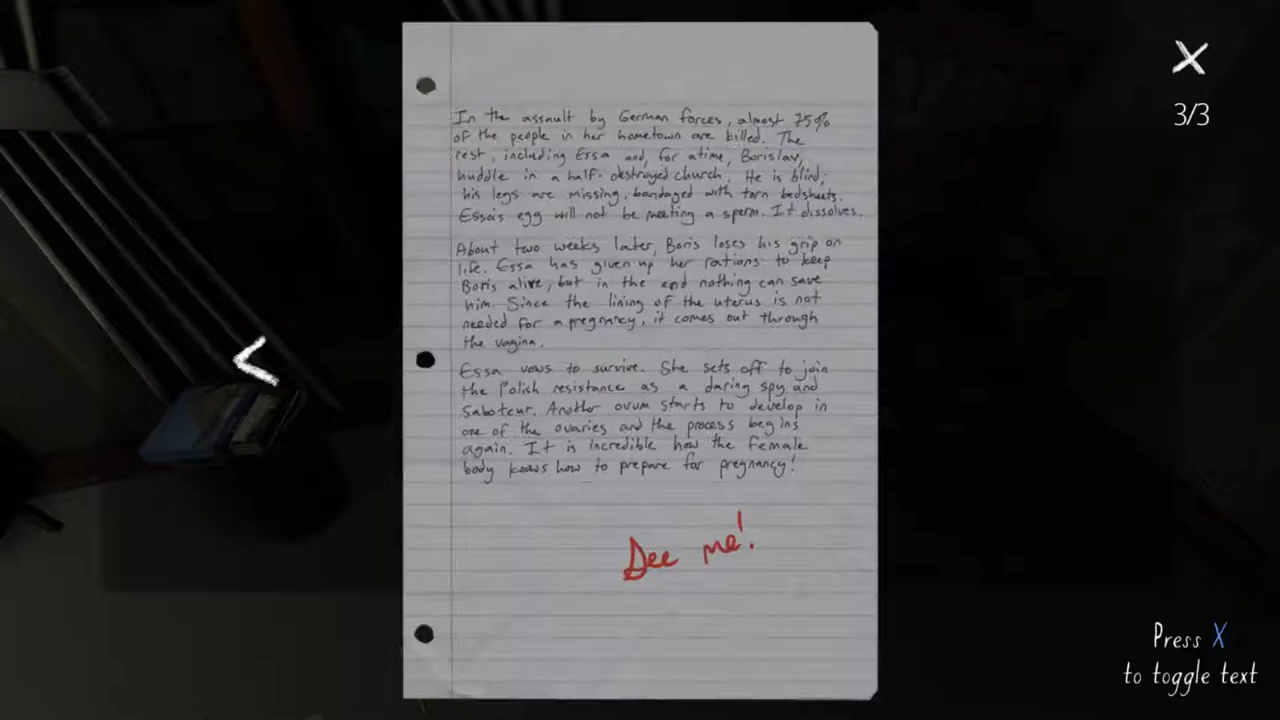 3/3
In the assault by German forces, almost 75%
of the people in her hometown are killed. The
rest, including Essa and, for a time, Borislav,
huddle in a half-destroyed church. He is blind;
his legs are missing, bandaged with torn bedsheets.
Essa's egg will not be meeting a sperm. It dissolves.
About two weeks later, Boris loses his grip on
life. Essa has given up her rations to keep
Boris alive, but in the end nothing can save
him. Since the lining of the uterus is not
needed for a pregnancy, it comes out through
the vagina.
Essa vows to survive. She sets off to join
the Polish resistance as a daring spy and
saboteur. Another ovum starts to develop in
one of the ovaries and the process begins
again. It is incredible how the female
body knows how to prepare for pregnancy!
See me!
Press X
to toggle text